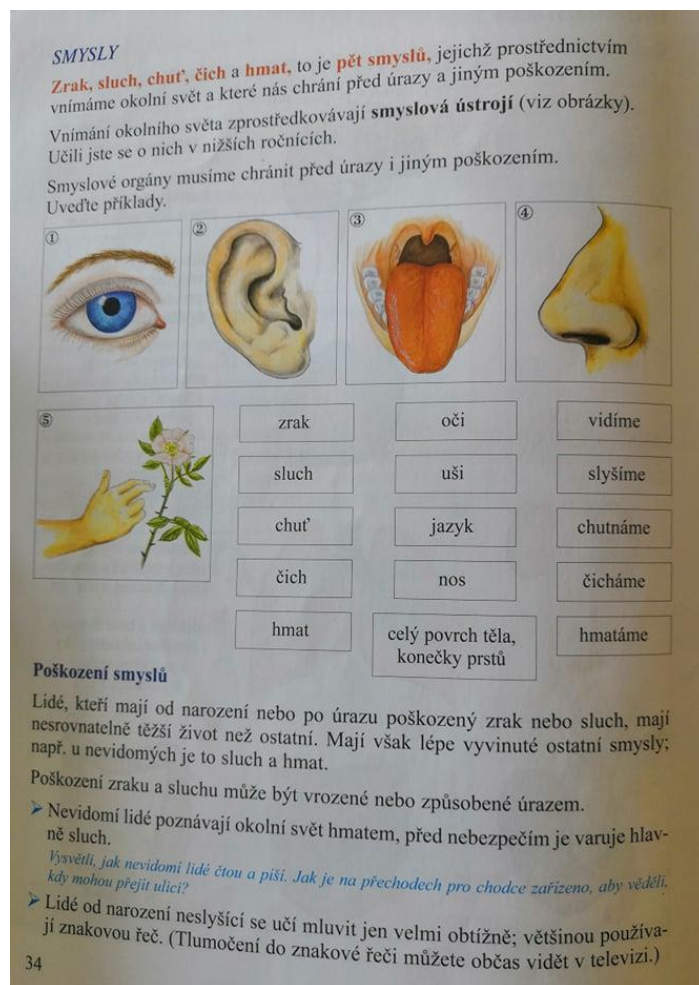 SMYSLY
Zrak, sluch, chuť, čich a hmat, to je pět smyslů, jejichž prostřednictvím
vnímáme okolní svět a které nás chrání před úrazy a jiným poškozením.
Vnímání okolního světa zprostředkovávají smyslová ústrojí (viz obrázky).
Učili jste se o nich v nižších ročnících.
Smyslové orgány musíme chránit před úrazy i jiným poškozením.
Uveďte příklady.
①
②
③
④
⑤
zrak
oči
vidíme
sluch
uši
slyšíme
chuť
jazyk
chutnáme
čich
nos
čicháme
hmat
celý povrch těla,
konečky prstů
hmatáme
Poškození smyslů
Lidé, kteří mají od narození nebo po úrazu poškozený zrak nebo sluch, mají
nesrovnatelně těžší život než ostatní. Mají však lépe vyvinuté ostatní smysly;
např. u nevidomých je to sluch a hmat.
Poškození zraku a sluchu může být vrozené nebo způsobené úrazem.
➢ Nevidomí lidé poznávají okolní svět hmatem, před nebezpečím je varuje hlav-
ně sluch.
Vysvětli, jak nevidomí lidé čtou a píší. Jak je na přechodech pro chodce zařízeno, aby věděli,
kdy mohou přejít ulici?
➢ Lidé od narození neslyšící se učí mluvit jen velmi obtížně; většinou používa-
jí znakovou řeč. (Tlumočení do znakové řeči můžete občas vidět v televizi.)
34